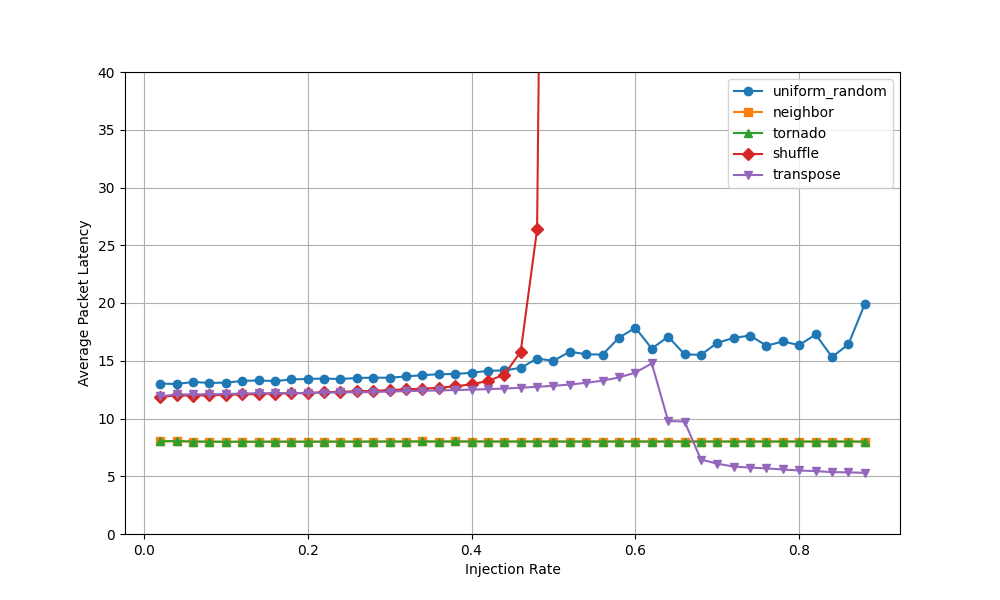 40
35
30
25
20
15
10
5
0
Average Packet Latency
uniform_random
neighbor
tornado
shuffle
transpose
0.0 0.2 0.4 0.6 0.8
Injection Rate